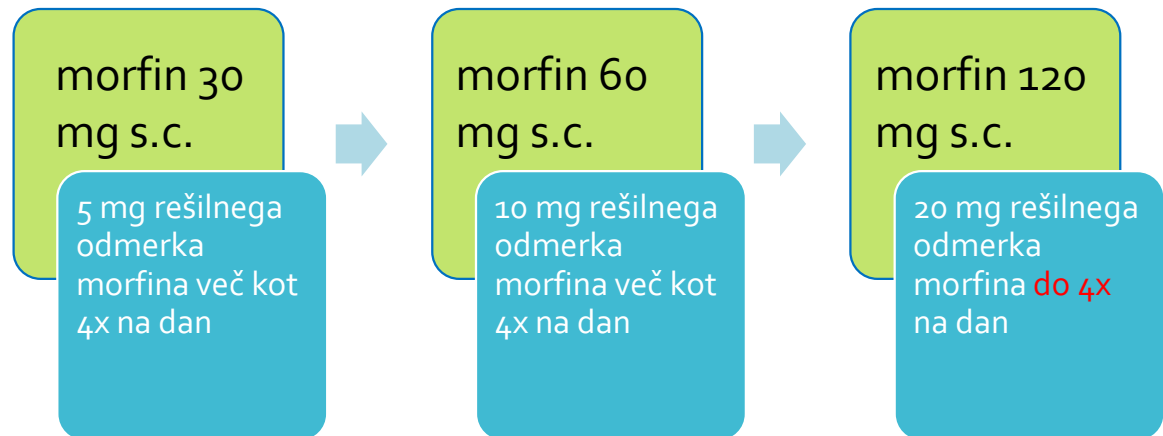 morfin 30
mg s.c.
5 mg rešilnega
odmerka
morfina več kot
4x na dan
morfin 60
mg s.c.
10 mg rešilnega
odmerka
morfina več kot
4x na dan
morfin 120
mg s.c.
20 mg rešilnega
odmerka
morfina do 4x
na dan